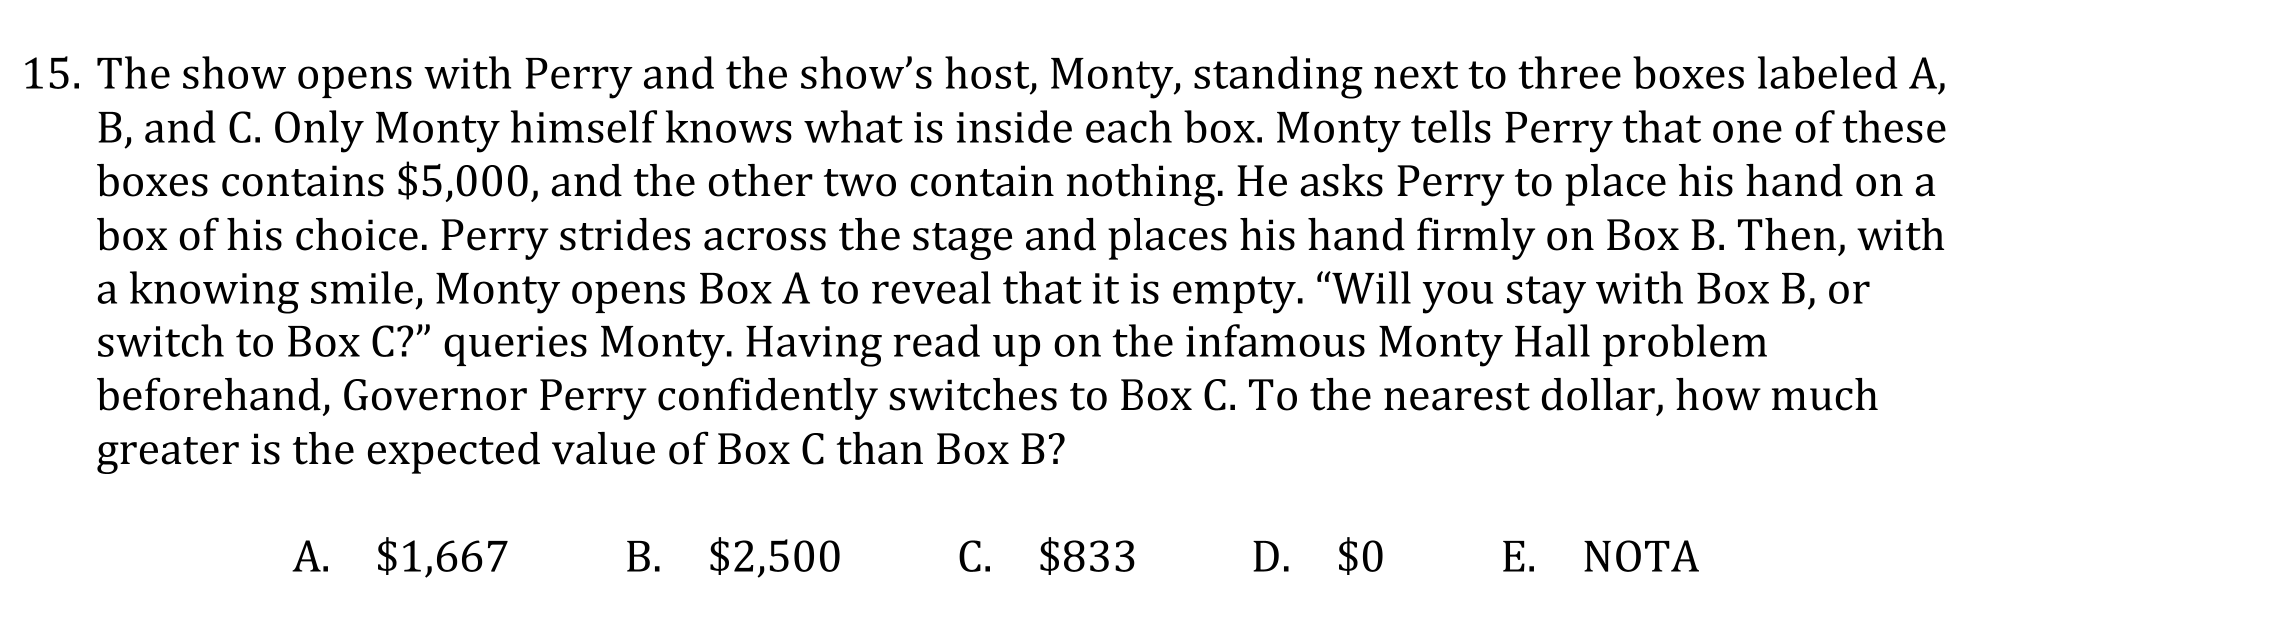 15. The show opens with Perry and the show’s host, Monty, standing next to three boxes labeled A,
B, and C. Only Monty himself knows what is inside each box. Monty tells Perry that one of these
boxes contains $5,000, and the other two contain nothing. He asks Perry to place his hand on a
box of his choice. Perry strides across the stage and places his hand firmly on Box B. Then, with
a knowing smile, Monty opens Box A to reveal that it is empty. “Will you stay with Box B, or
switch to Box C?” queries Monty. Having read up on the infamous Monty Hall problem
beforehand, Governor Perry confidently switches to Box C. To the nearest dollar, how much
greater is the expected value of Box C than Box B?
A. $1,667 B. $2,500 C. $833 D. $0 E. NOTA